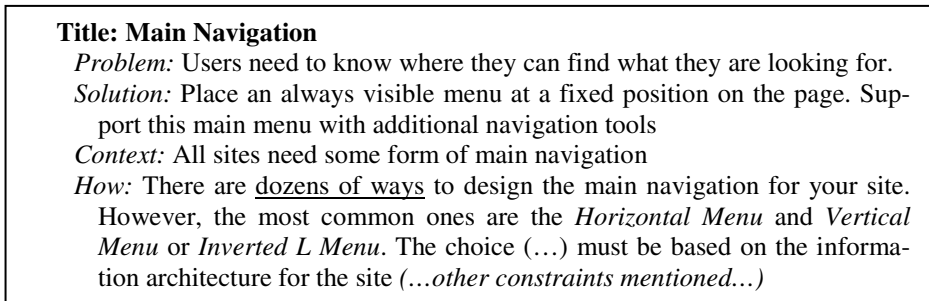 Title: Main Navigation
Problem: Users need to know where they can find what they are looking for.
Solution: Place an always visible menu at a fixed position on the page. Sup-
port this main menu with additional navigation tools
Context: All sites need some form of main navigation
How: There are dozens of ways to design the main navigation for your site.
However, the most common ones are the Horizontal Menu and Vertical
Menu or Inverted L Menu. The choice (…) must be based on the informa-
tion architecture for the site (…other constraints mentioned…)